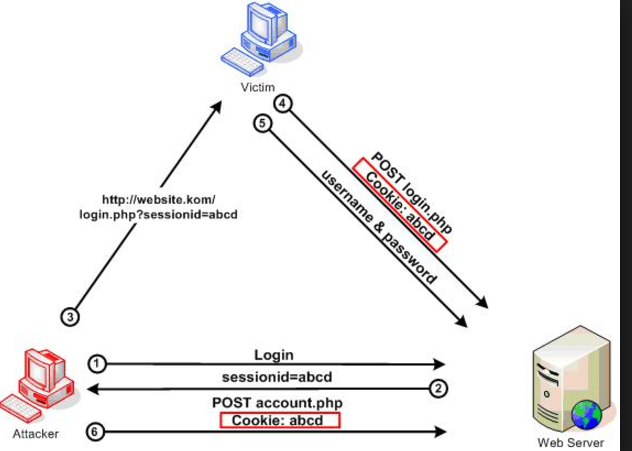 Victim
4
5
POST login.php
Cookie: abcd
username & password
http://website.kom/
login.php?sessionid=abcd
3
1
Login
sessionid=abcd
2
POST account.php
Cookie: abcd
6
Attacker
Web Server